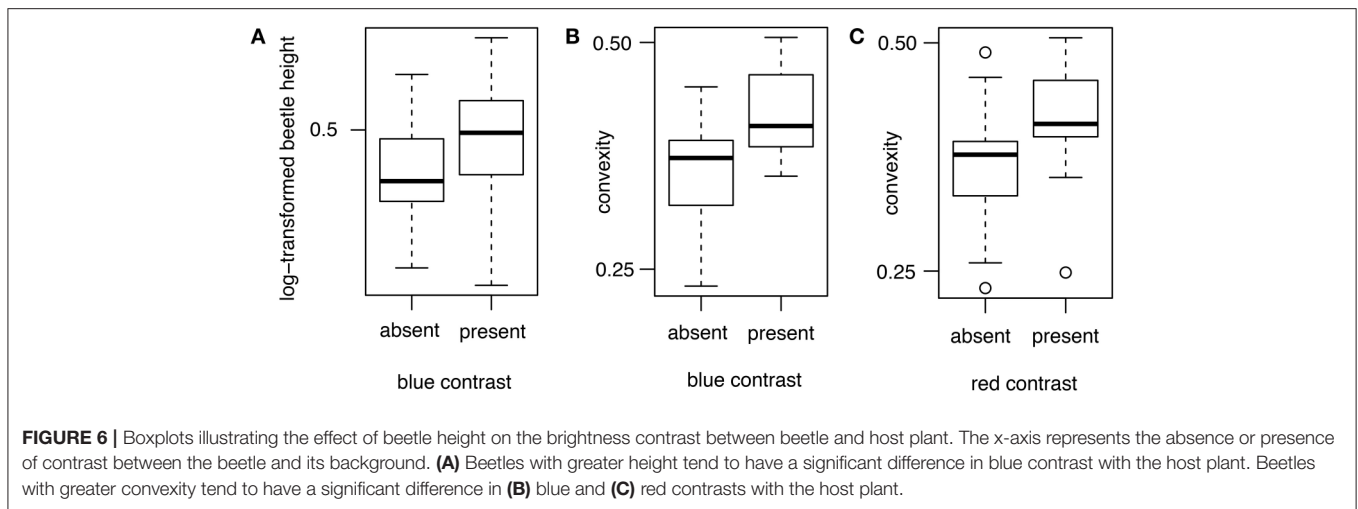 A
log–transformed beetle height
0.5
absent present
blue contrast
B
convexity
0.50
0.25
absent present
blue contrast
C
convexity
0.50
0.25
absent present
red contrast
FIGURE 6 | Boxplots illustrating the effect of beetle height on the brightness contrast between beetle and host plant. The x-axis represents the absence or presence
of contrast between the beetle and its background. (A) Beetles with greater height tend to have a significant difference in blue contrast with the host plant. Beetles
with greater convexity tend to have a significant difference in (B) blue and (C) red contrasts with the host plant.